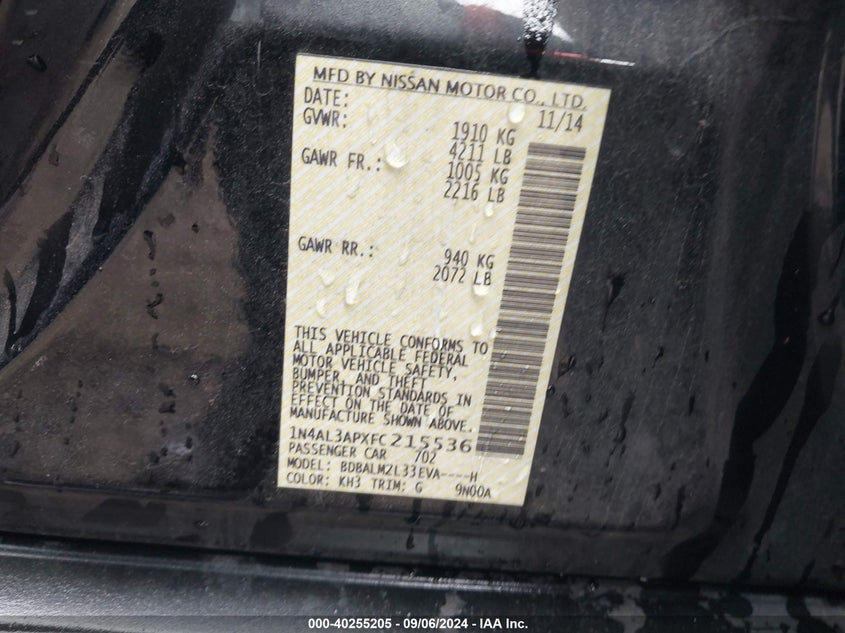 MFD BY NISSAN MOTOR CO., LTD.
DATE: 11/14
GVWR: 1910 KG
4211 LB
GAWR FR.: 1005 KG
2216 LB
GAWR RR.: 940 KG
2072 LB
THIS VEHICLE CONFORMS TO
ALL APPLICABLE FEDERAL
MOTOR VEHICLE SAFETY,
BUMPER, AND THEFT
PREVENTION STANDARDS IN
EFFECT ON THE DATE OF
MANUFACTURE SHOWN ABOVE.
1N4AL3APXFC215536
PASSENGER CAR 702
MODEL: BDBALM2L33EVA----H
COLOR: KH3 TRIM: G 9N00A
000-40255205 - 09/06/2024 - IAA Inc.